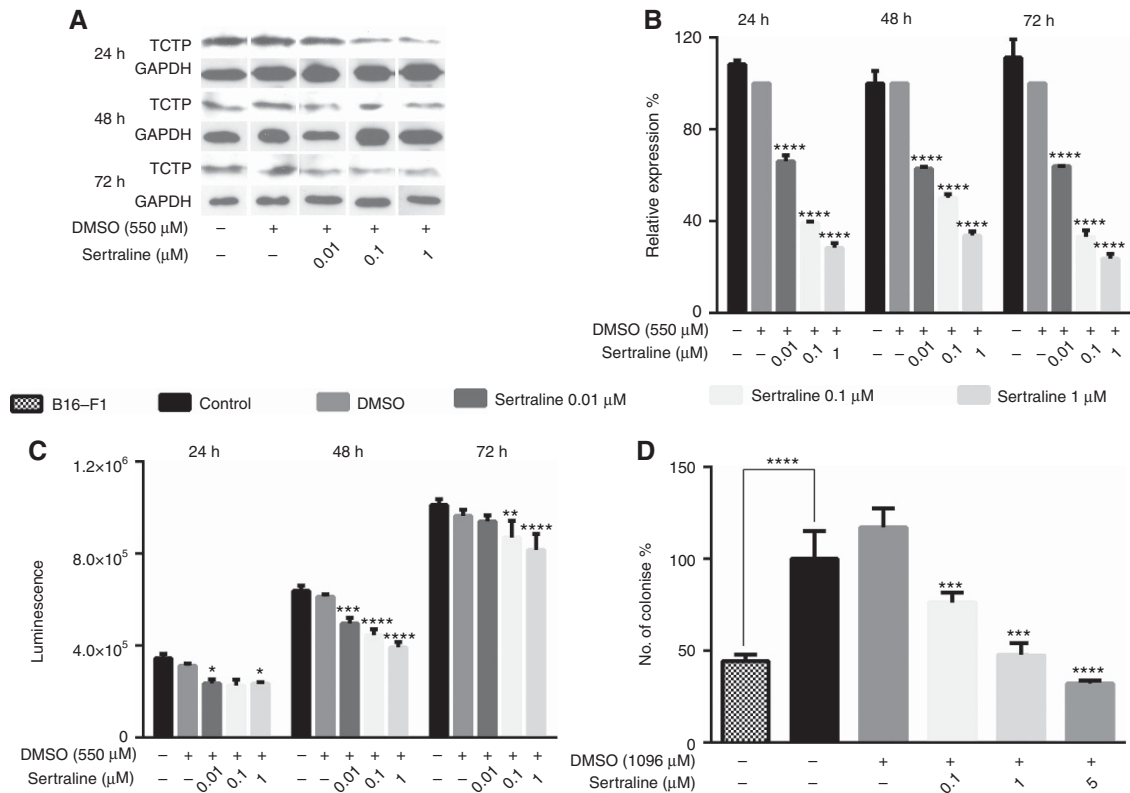 A
24 h
TCTP
GAPDH
48 h
TCTP
GAPDH
72 h
TCTP
GAPDH
DMSO (550 μM) – + + + +
Sertraline (μM) – – 0.01 0.1 1
B
24 h 48 h 72 h
Relative expression %
120
80
40
0
**** **** ****
**** **** ****
**** **** ****
DMSO (550 μM) – + + + + – + + + + – + + + +
Sertraline (μM) – – 0.01 0.1 1 – – 0.01 0.1 1 – – 0.01 0.1 1
B16–F1 Control DMSO Sertraline 0.01 μM Sertraline 0.1 μM Sertraline 1 μM
C
24 h 48 h 72 h
Luminescence
1.2×10⁶
8.0×10⁵
4.0×10⁵
0
* *
*** **** ****
** ****
DMSO (550 μM) – + + + + – + + + + – + + + +
Sertraline (μM) – – 0.01 0.1 1 – – 0.01 0.1 1 – – 0.01 0.1 1
D
No. of colonise %
150
100
50
0
****
*** *** ****
DMSO (1096 μM) – – + + + +
Sertraline (μM) – – – 0.1 1 5